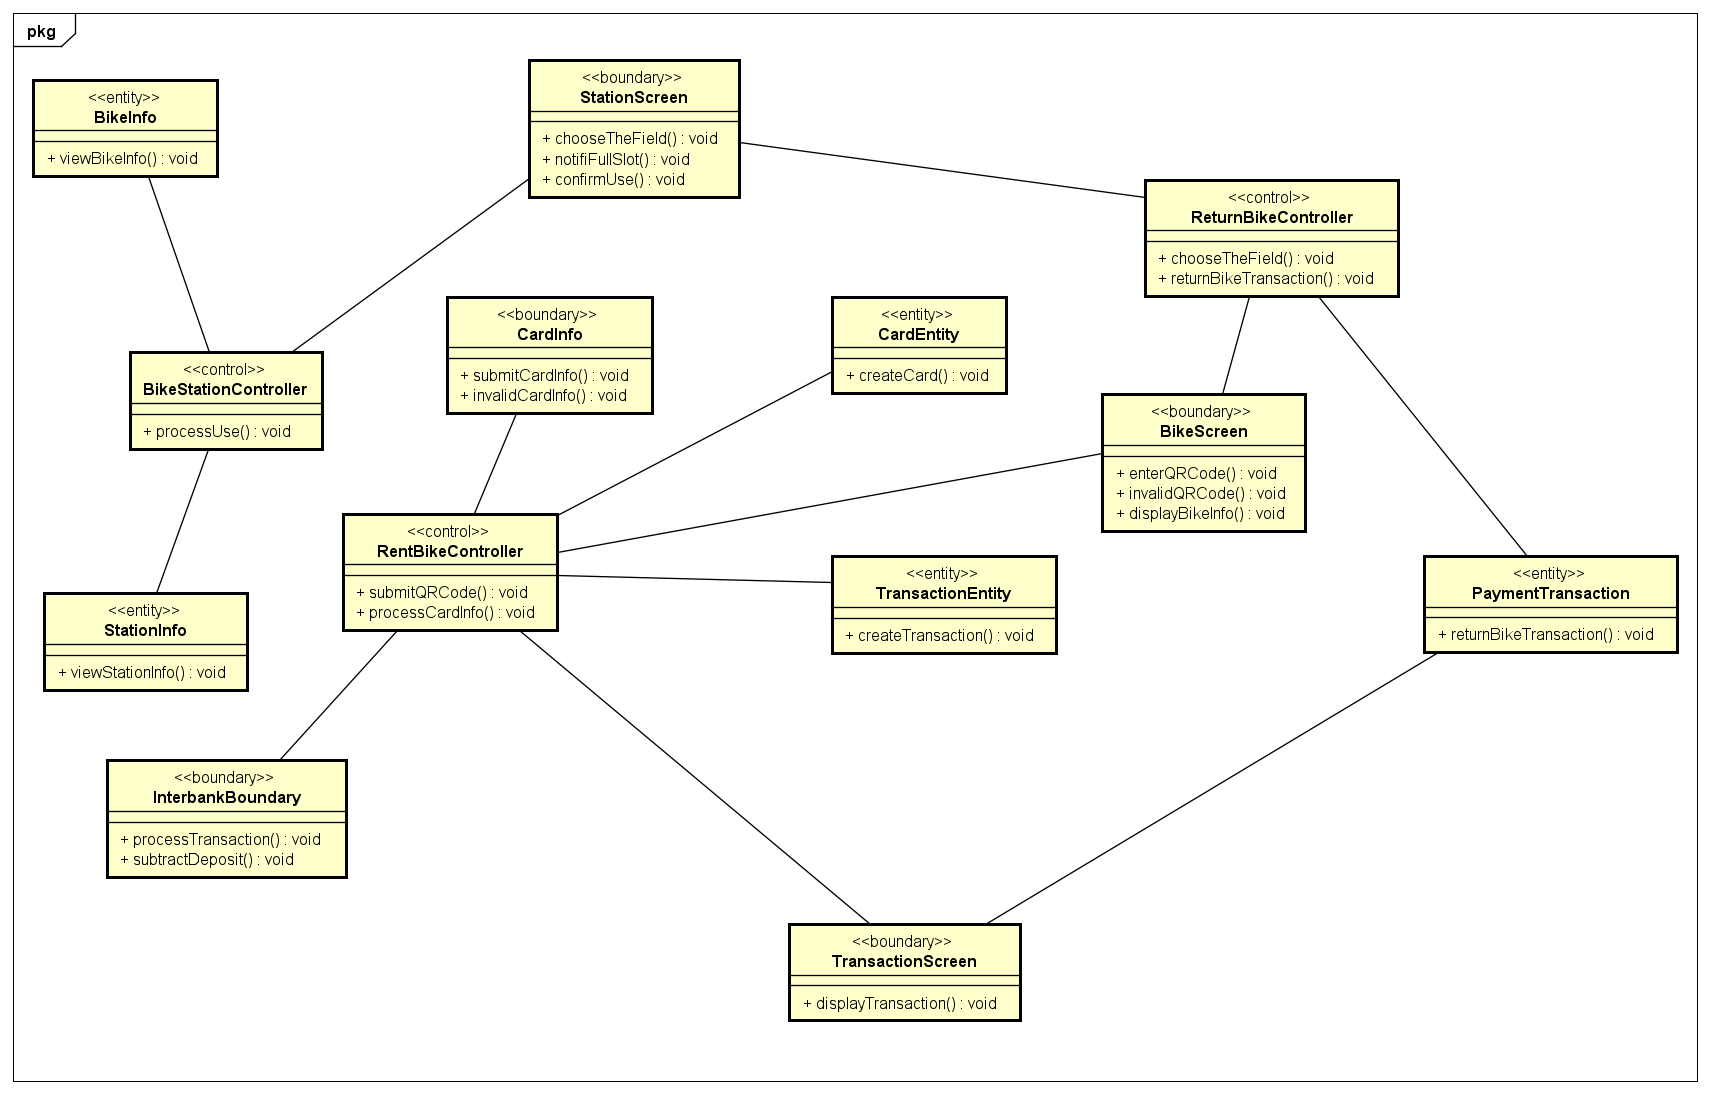 pkg
<<entity>>
BikeInfo
+ viewBikeInfo() : void
<<boundary>>
StationScreen
+ chooseTheField() : void
+ notifiFullSlot() : void
+ confirmUse() : void
<<control>>
ReturnBikeController
+ chooseTheField() : void
+ returnBikeTransaction() : void
<<control>>
BikeStationController
+ processUse() : void
<<boundary>>
CardInfo
+ submitCardInfo() : void
+ invalidCardInfo() : void
<<entity>>
CardEntity
+ createCard() : void
<<boundary>>
BikeScreen
+ enterQRCode() : void
+ invalidQRCode() : void
+ displayBikeInfo() : void
<<control>>
RentBikeController
+ submitQRCode() : void
+ processCardInfo() : void
<<entity>>
TransactionEntity
+ createTransaction() : void
<<entity>>
PaymentTransaction
+ returnBikeTransaction() : void
<<entity>>
StationInfo
+ viewStationInfo() : void
<<boundary>>
InterbankBoundary
+ processTransaction() : void
+ subtractDeposit() : void
<<boundary>>
TransactionScreen
+ displayTransaction() : void